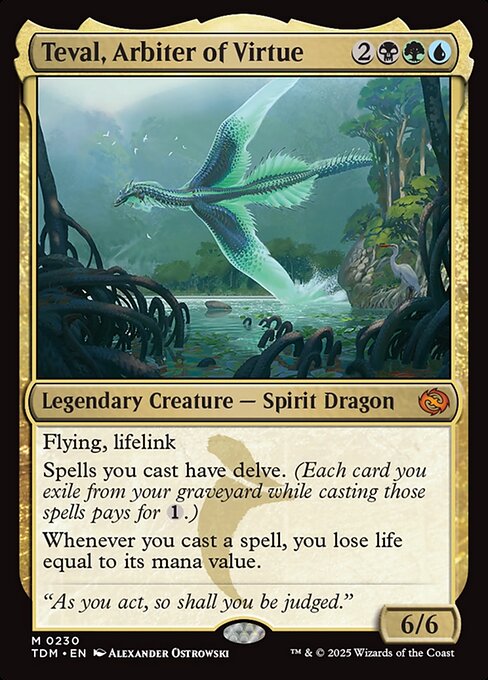 Teval, Arbiter of Virtue 2
Legendary Creature — Spirit Dragon
Flying, lifelink
Spells you cast have delve. (Each card you
exile from your graveyard while casting those
spells pays for 1.)
Whenever you cast a spell, you lose life
equal to its mana value.
“As you act, so shall you be judged.”
6/6
M 0230
TDM • EN Alexander Ostrowski
™ & © 2025 Wizards of the Coast